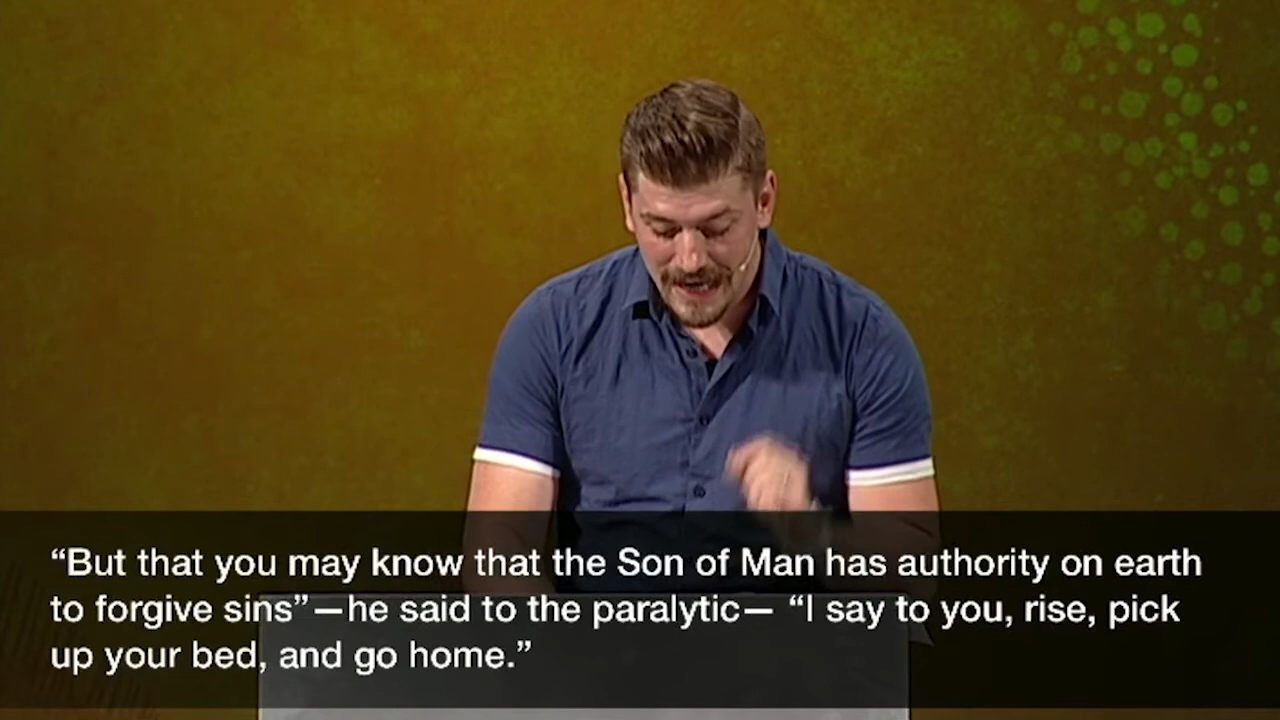 “But that you may know that the Son of Man has authority on earth
to forgive sins”—he said to the paralytic— “I say to you, rise, pick
up your bed, and go home.”